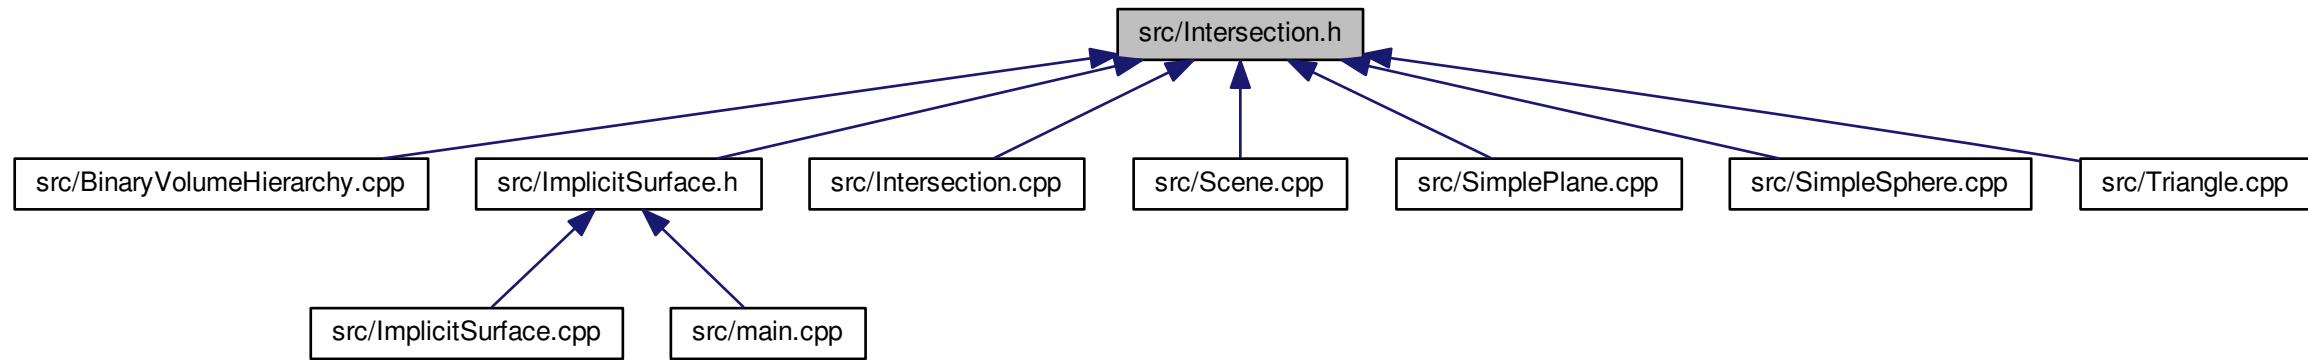 src/Intersection.h
src/BinaryVolumeHierarchy.cpp
src/ImplicitSurface.h
src/Intersection.cpp
src/Scene.cpp
src/SimplePlane.cpp
src/SimpleSphere.cpp
src/Triangle.cpp
src/ImplicitSurface.cpp
src/main.cpp